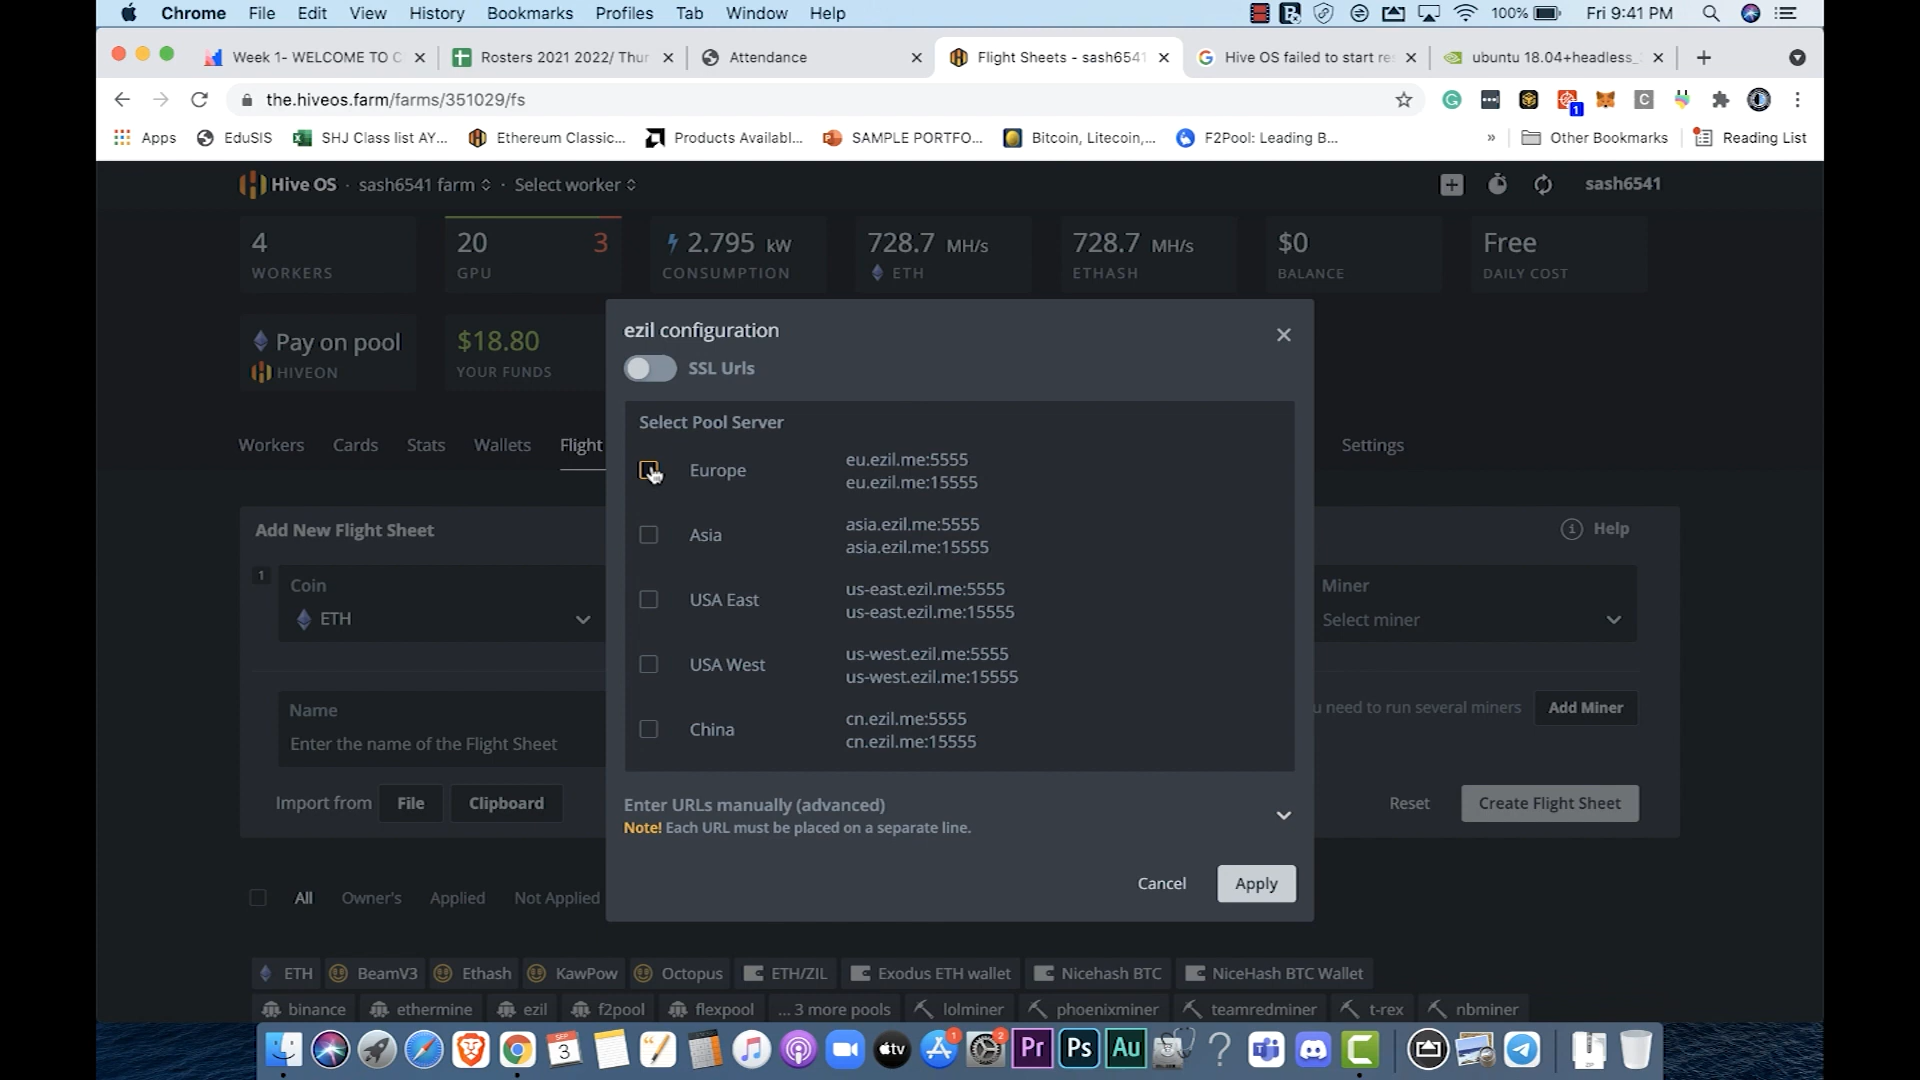 Chrome File Edit View History Bookmarks Profiles Tab Window Help 100% Fri 9:41 PM
Week 1- WELCOME TO C Rosters 2021 2022/ Thur Attendance Flight Sheets - sash6541 Hive OS failed to start re ubuntu 18.04+headless_
the.hiveos.farm/farms/351029/fs 1
Apps EduSIS SHJ Class list AY... Ethereum Classic... Products Availabl... SAMPLE PORTFO... Bitcoin, Litecoin,... F2Pool: Leading B... » Other Bookmarks Reading List
Hive OS · sash6541 farm · Select worker sash6541
4 20 3 2.795 kW 728.7 MH/s 728.7 MH/s $0 Free
WORKERS GPU CONSUMPTION ETH ETHASH BALANCE DAILY COST
Pay on pool $18.80
HIVEON YOUR FUNDS
ezil configuration
SSL Urls
Select Pool Server
Europe eu.ezil.me:5555
eu.ezil.me:15555
Asia asia.ezil.me:5555
asia.ezil.me:15555
USA East us-east.ezil.me:5555
us-east.ezil.me:15555
USA West us-west.ezil.me:5555
us-west.ezil.me:15555
China cn.ezil.me:5555
cn.ezil.me:15555
Enter URLs manually (advanced)
Note! Each URL must be placed on a separate line.
Cancel Apply
Workers Cards Stats Wallets Flight Settings
Add New Flight Sheet Help
1 Coin Miner
ETH Select miner
Name
Enter the name of the Flight Sheet
need to run several miners Add Miner
Import from File Clipboard Reset Create Flight Sheet
All Owner's Applied Not Applied
ETH BeamV3 Ethash KawPow Octopus ETH/ZIL Exodus ETH wallet Nicehash BTC NiceHash BTC Wallet
binance ethermine ezil f2pool flexpool ... 3 more pools lolminer phoenixminer teamredminer t-rex nbminer
SEP 3 tv 1 2 Pr Ps Au